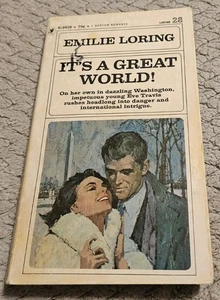 EMILIE LORING
28
IT'S A GREAT
WORLD!
On her own in dazzling Washington,
impetuous young Eve Travis
rushes headlong into danger and
international intrigue.